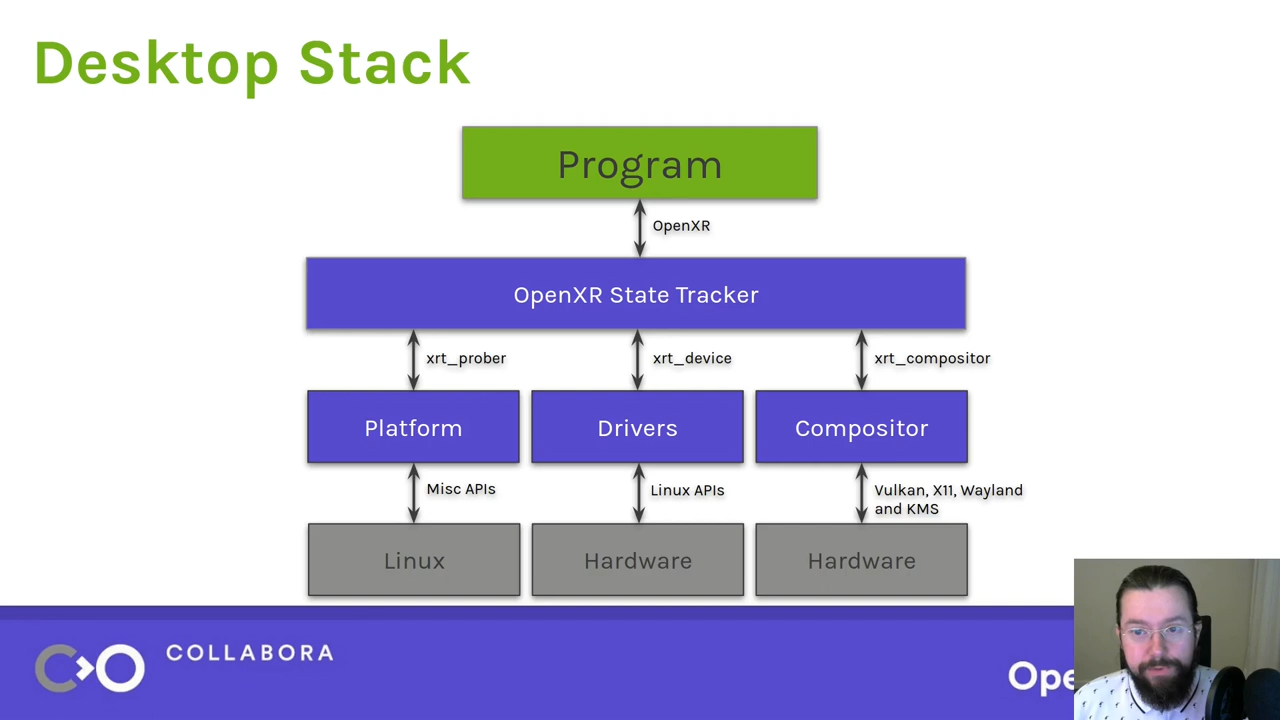 Desktop Stack
Program
OpenXR
OpenXR State Tracker
xrt_prober
xrt_device
xrt_compositor
Platform
Drivers
Compositor
Misc APIs
Linux APIs
Vulkan, X11, Wayland
and KMS
Linux
Hardware
Hardware
COLLABORA